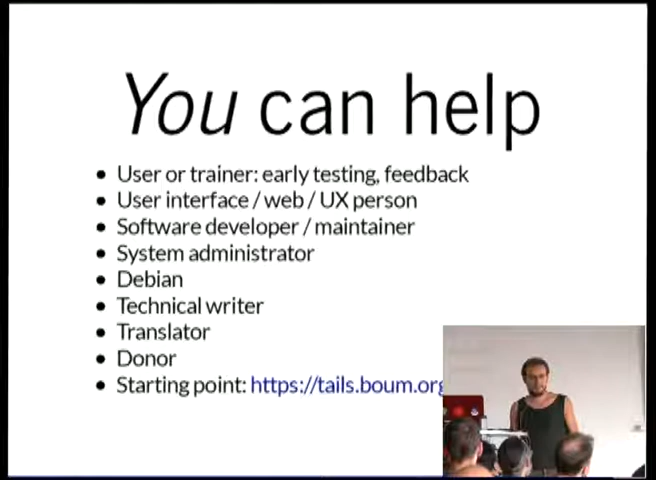 You can help
• User or trainer: early testing, feedback
• User interface / web / UX person
• Software developer / maintainer
• System administrator
• Debian
• Technical writer
• Translator
• Donor
• Starting point: https://tails.boum.org